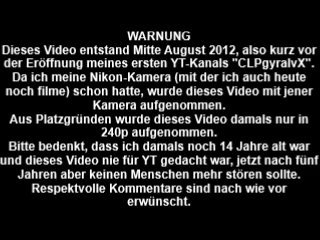 WARNUNG
Dieses Video entstand Mitte August 2012, also kurz vor
der Eröffnung meines ersten YT-Kanals "CLPgyralvX".
Da ich meine Nikon-Kamera (mit der ich auch heute
noch filme) schon hatte, wurde dieses Video mit jener
Kamera aufgenommen.
Aus Platzgründen wurde dieses Video damals nur in
240p aufgenommen.
Bitte bedenkt, dass ich damals noch 14 Jahre alt war
und dieses Video nie für YT gedacht war, jetzt nach fünf
Jahren aber keinen Menschen mehr stören sollte.
Respektvolle Kommentare sind nach wie vor
erwünscht.